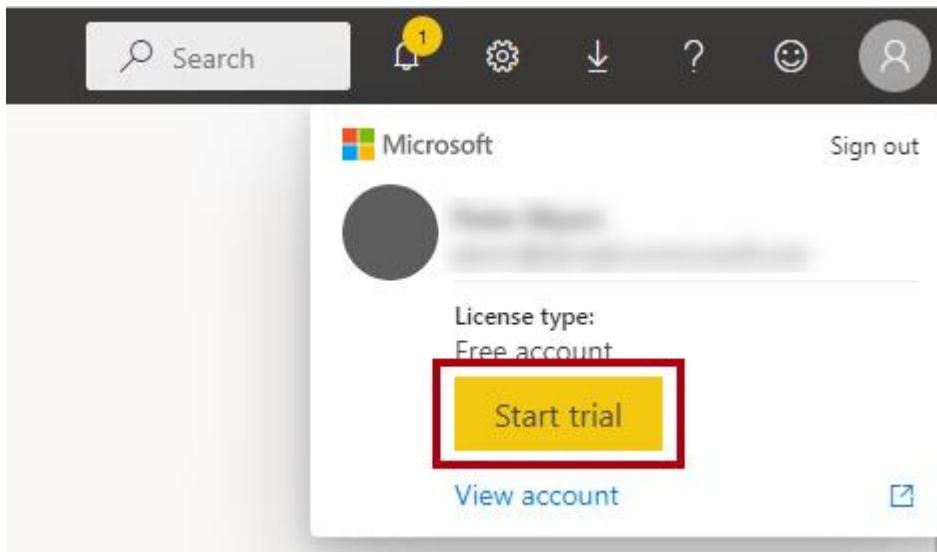 1
Search
Microsoft
Sign out
License type:
Free account
Start trial
View account